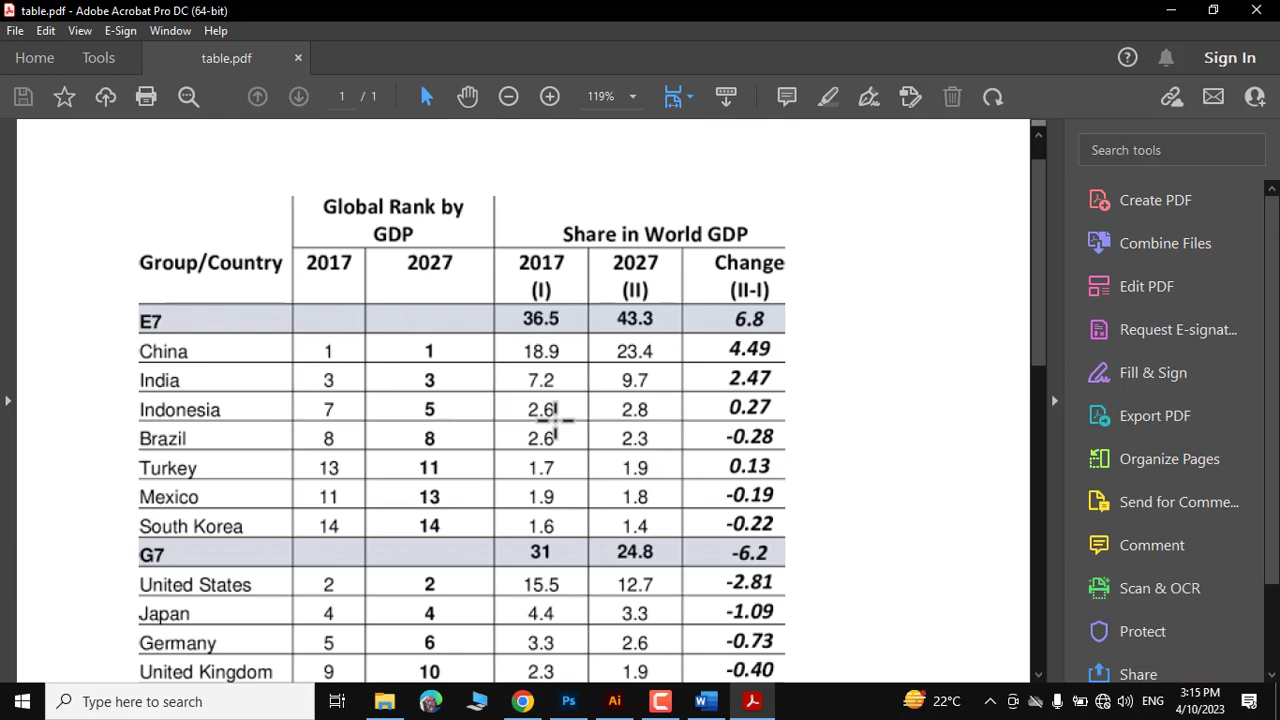 table.pdf - Adobe Acrobat Pro DC (64-bit)
File Edit View E-Sign Window Help
Home Tools table.pdf × Sign In
1 / 1 119%
Search tools
Create PDF
Combine Files
Edit PDF
Request E-signat...
Fill & Sign
Export PDF
Organize Pages
Send for Comme...
Comment
Scan & OCR
Protect
Share
Global Rank by
GDP Share in World GDP
Group/Country 2017 2027 2017 2027 Change
(I) (II) (II-I)
E7 36.5 43.3 6.8
China 1 1 18.9 23.4 4.49
India 3 3 7.2 9.7 2.47
Indonesia 7 5 2.6 2.8 0.27
Brazil 8 8 2.6 2.3 -0.28
Turkey 13 11 1.7 1.9 0.13
Mexico 11 13 1.9 1.8 -0.19
South Korea 14 14 1.6 1.4 -0.22
G7 31 24.8 -6.2
United States 2 2 15.5 12.7 -2.81
Japan 4 4 4.4 3.3 -1.09
Germany 5 6 3.3 2.6 -0.73
United Kingdom 9 10 2.3 1.9 -0.40
Type here to search
Ps Ai W
22°C ENG 3:15 PM
4/10/2023